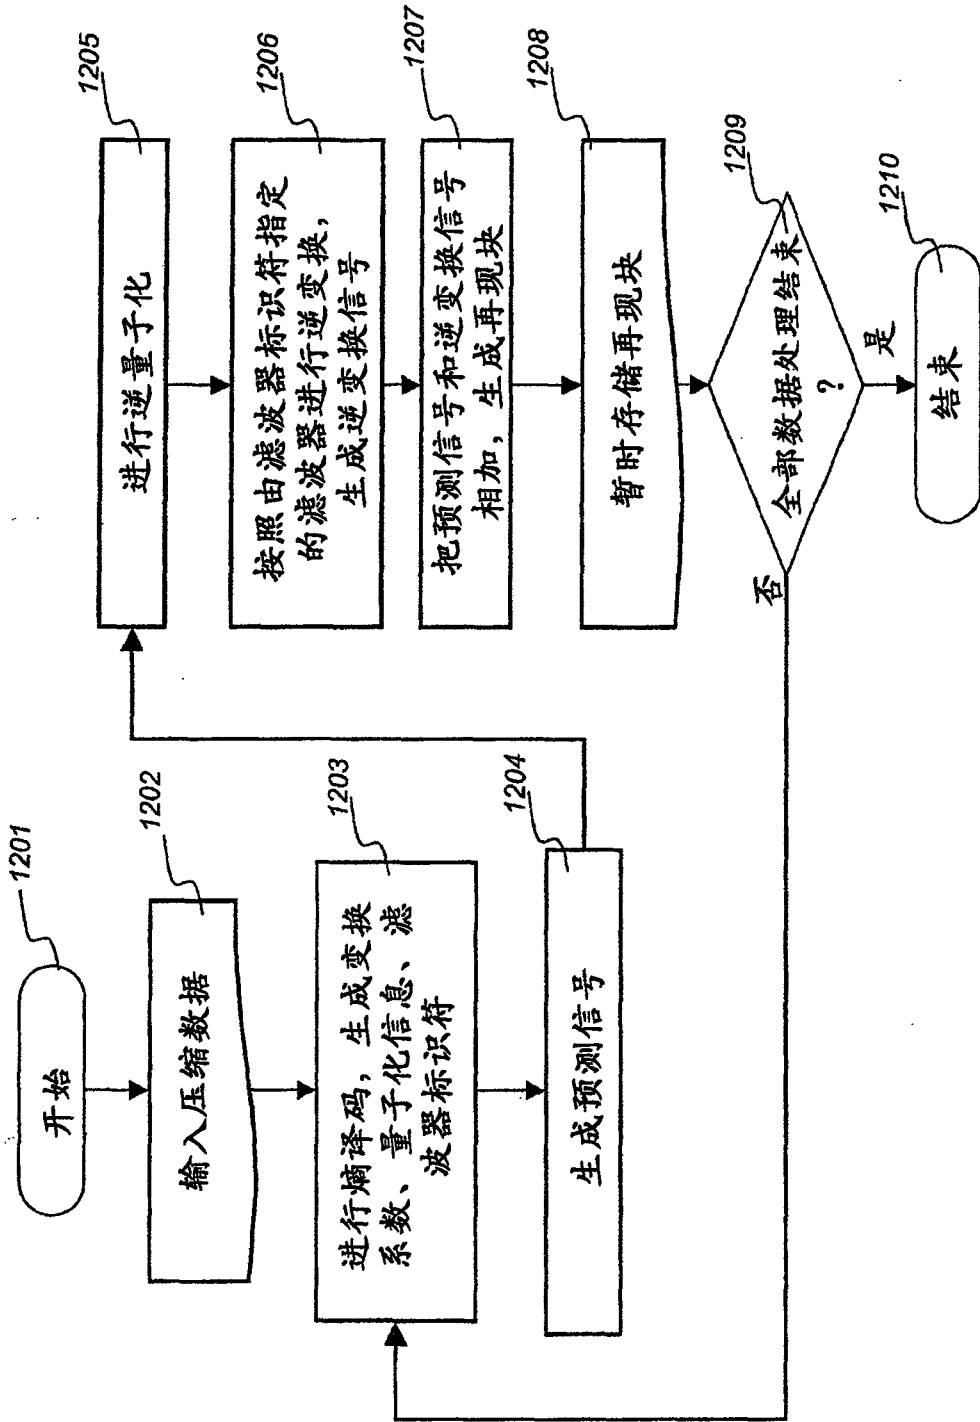 1201
开始
1202
输入压缩数据
1203
进行熵译码，生成变换
系数、量子化信息、滤
波器标识符
1204
生成预测信号
1205
进行逆量子化
1206
按照由滤波器标识符指定
的滤波器进行逆变换，
生成逆变换信号
1207
把预测信号和逆变换信号
相加，生成再现块
1208
暂时存储再现块
1209
全部数据处理结束
？
否
是
1210
结束